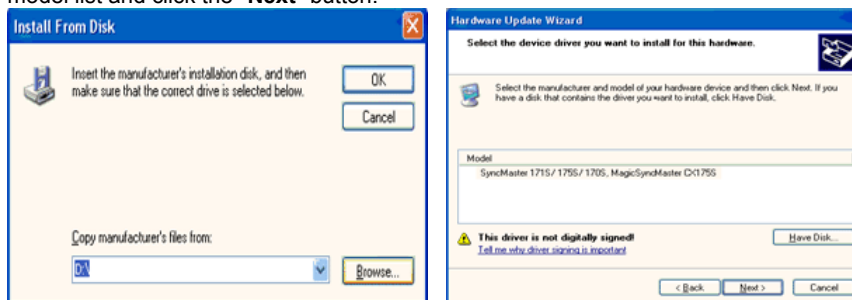 model list and click the "Next" button.
Install From Disk
Insert the manufacturer's installation disk, and then
make sure that the correct drive is selected below.
OK
Cancel
Copy manufacturer's files from:
D:\
Browse...
Hardware Update Wizard
Select the device driver you want to install for this hardware.
Select the manufacturer and model of your hardware device and then click Next. If you
have a disk that contains the driver you want to install, click Have Disk.
Model
SyncMaster 171S/ 175S/ 170S, MagicSyncMaster CX175S
This driver is not digitally signed!
Tell me why driver signing is important
Have Disk...
< Back
Next >
Cancel